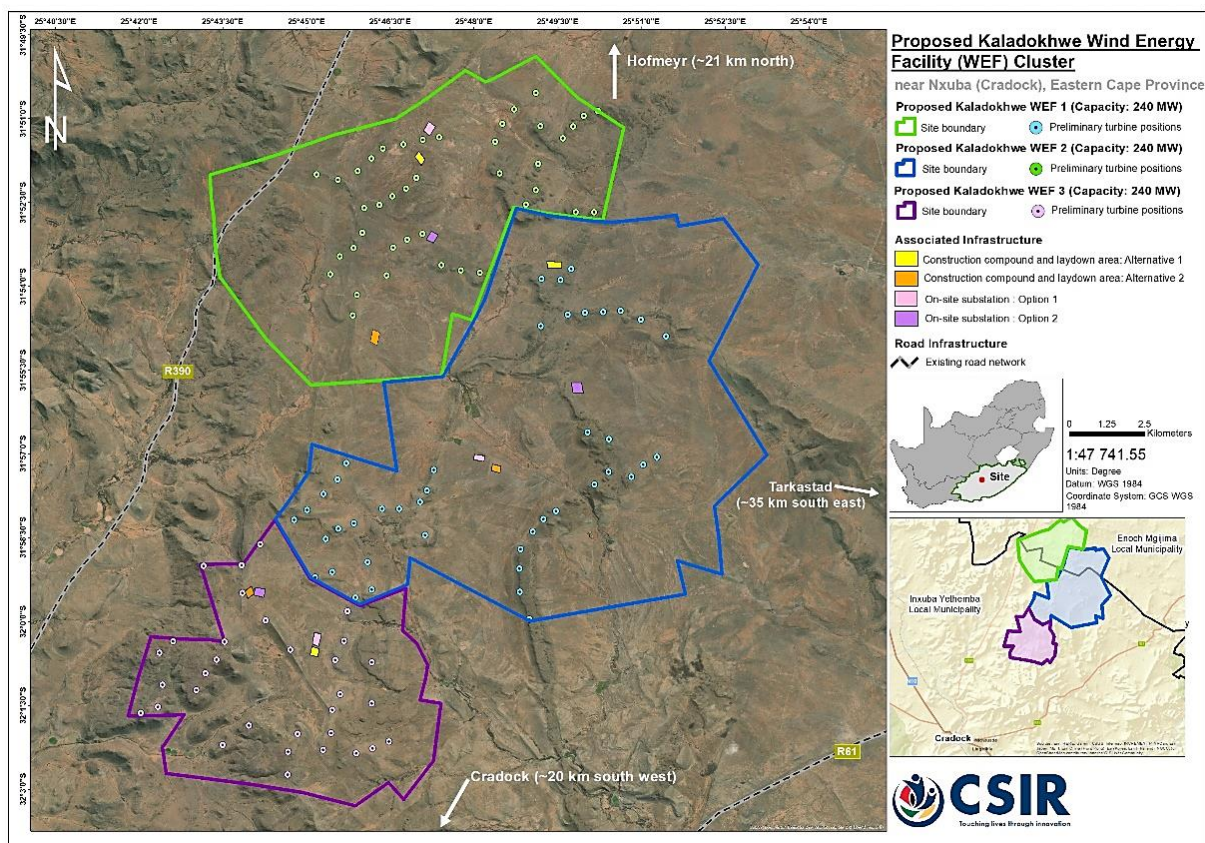 25°40'30"E 25°42'0"E 25°43'30"E 25°45'0"E 25°46'30"E 25°48'0"E 25°49'30"E 25°51'0"E 25°52'30"E 25°54'0"E
31°49'30"S
31°51'0"S
31°52'30"S
31°54'0"S
31°55'30"S
31°57'0"S
31°58'30"S
32°0'0"S
32°1'30"S
32°3'0"S
N
Hofmeyr (~21 km north)
R390
Tarkastad
(~35 km south east)
R61
Cradock (~20 km south west)
Proposed Kaladokhwe Wind Energy
Facility (WEF) Cluster
near Nxuba (Cradock), Eastern Cape Province
Proposed Kaladokhwe WEF 1 (Capacity: 240 MW)
Site boundary Preliminary turbine positions
Proposed Kaladokhwe WEF 2 (Capacity: 240 MW)
Site boundary Preliminary turbine positions
Proposed Kaladokhwe WEF 3 (Capacity: 240 MW)
Site boundary Preliminary turbine positions
Associated Infrastructure
Construction compound and laydown area: Alternative 1
Construction compound and laydown area: Alternative 2
On-site substation : Option 1
On-site substation : Option 2
Road Infrastructure
Existing road network
Site
0 1.25 2.5
Kilometers
1:47 741.55
Units: Degree
Datum: WGS 1984
Coordinate System: GCS WGS
1984
Enoch Mgijima
Local Municipality
Inxuba Yethemba
Local Municipality
Cradock
CSIR
Touching lives through innovation